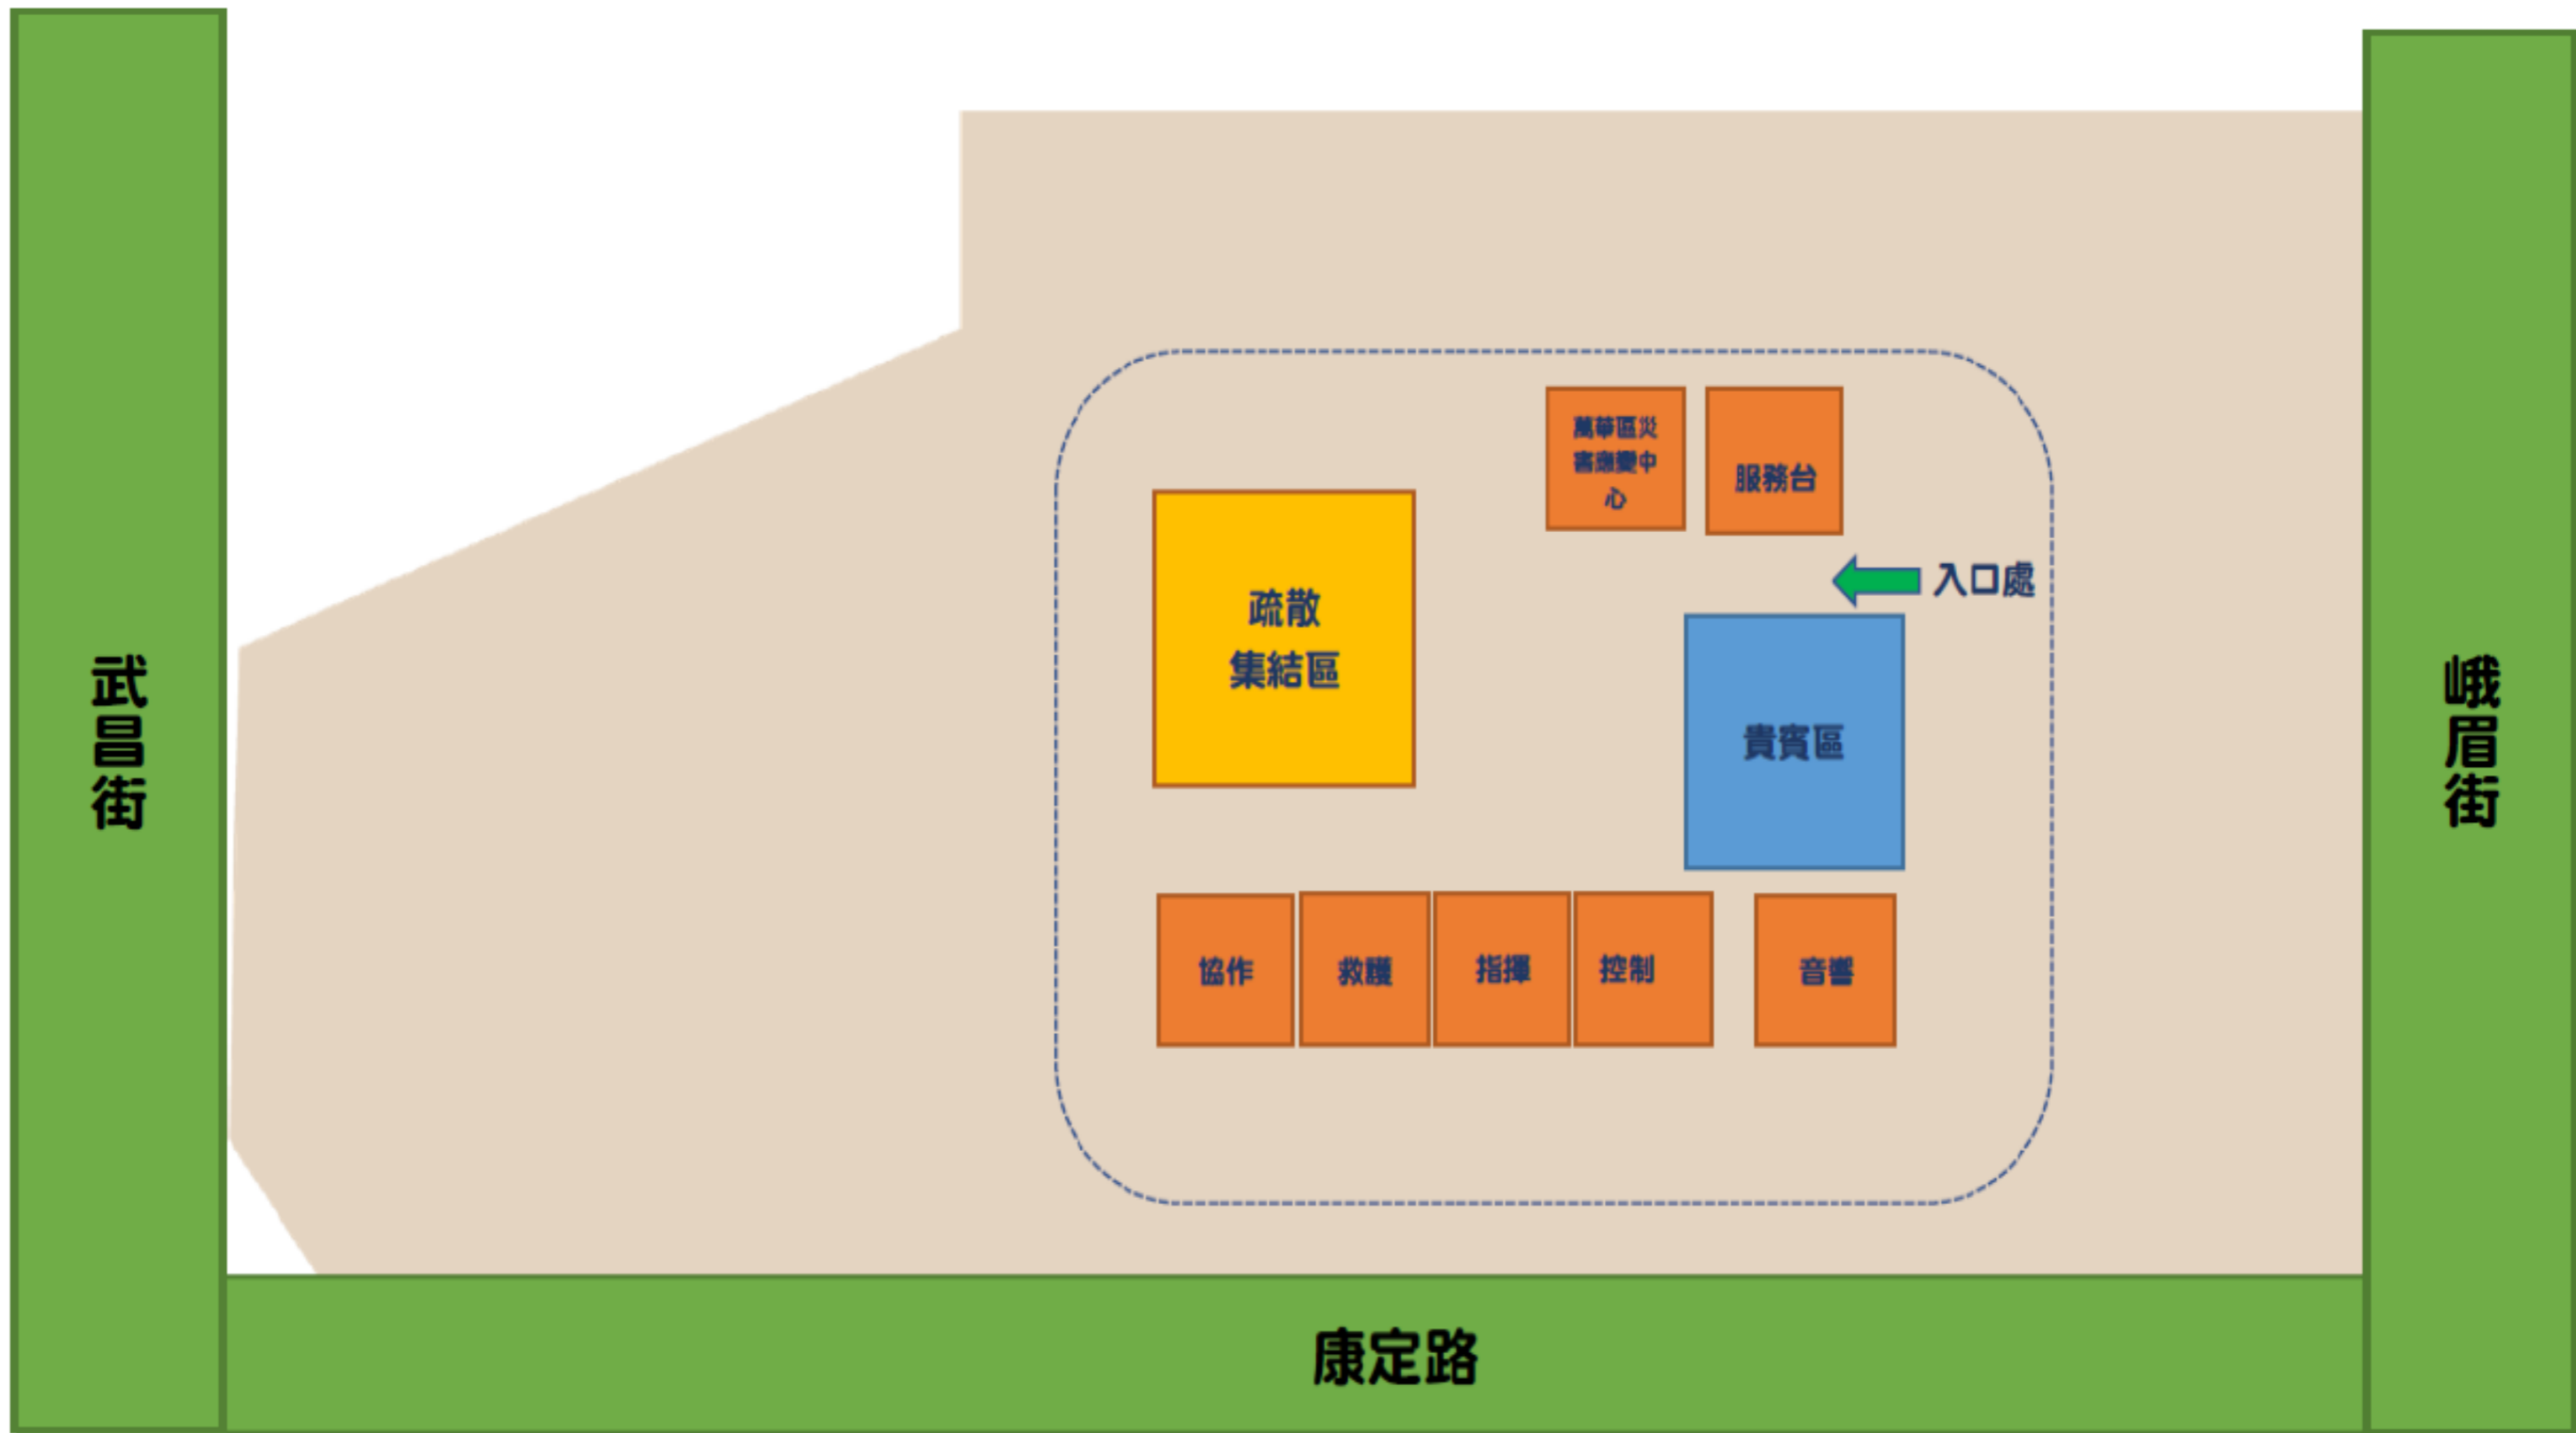 萬華區災
害應變中
心
服務台
入口處
疏散
集結區
貴賓區
協作
救護
指揮
控制
音響
武昌街
峨眉街
康定路